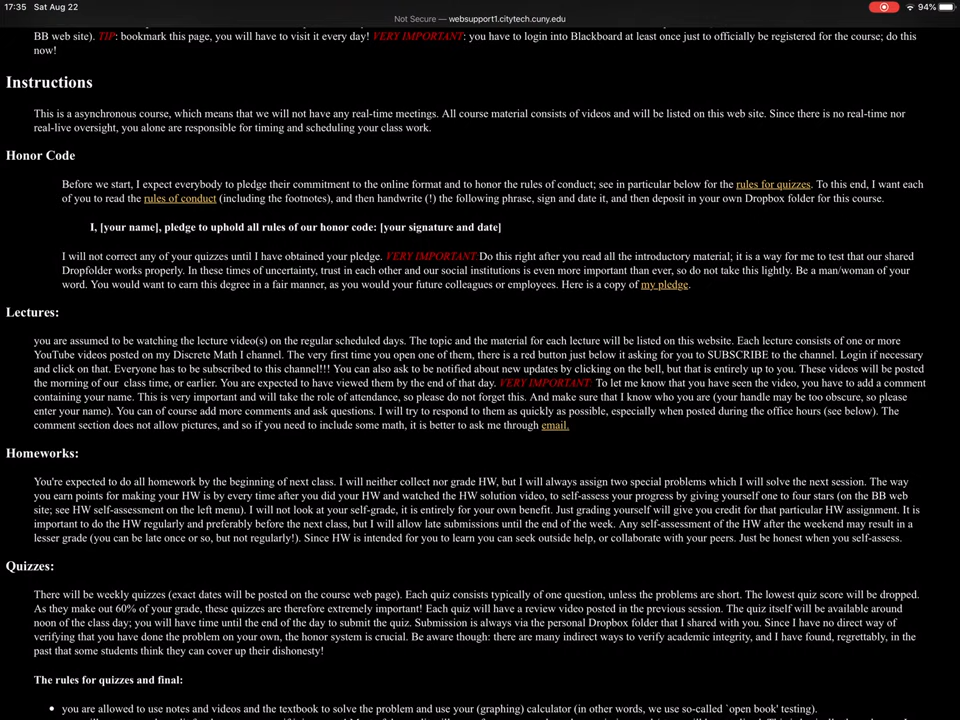 17:35 Sat Aug 22
94%
Not Secure — websupport1.citytech.cuny.edu
BB web site). TIP: bookmark this page, you will have to visit it every day! VERY IMPORTANT: you have to login into Blackboard at least once just to officially be registered for the course; do this
now!
Instructions
This is a asynchronous course, which means that we will not have any real-time meetings. All course material consists of videos and will be listed on this web site. Since there is no real-time nor
real-live oversight, you alone are responsible for timing and scheduling your class work.
Honor Code
Before we start, I expect everybody to pledge their commitment to the online format and to honor the rules of conduct; see in particular below for the rules for quizzes. To this end, I want each
of you to read the rules of conduct (including the footnotes), and then handwrite (!) the following phrase, sign and date it, and then deposit in your own Dropbox folder for this course.
I, [your name], pledge to uphold all rules of our honor code: [your signature and date]
I will not correct any of your quizzes until I have obtained your pledge. VERY IMPORTANT: Do this right after you read all the introductory material; it is a way for me to test that our shared
Dropfolder works properly. In these times of uncertainty, trust in each other and our social institutions is even more important than ever, so do not take this lightly. Be a man/woman of your
word. You would want to earn this degree in a fair manner, as you would your future colleagues or employees. Here is a copy of my pledge.
Lectures:
you are assumed to be watching the lecture video(s) on the regular scheduled days. The topic and the material for each lecture will be listed on this website. Each lecture consists of one or more
YouTube videos posted on my Discrete Math I channel. The very first time you open one of them, there is a red button just below it asking for you to SUBSCRIBE to the channel. Login if necessary
and click on that. Everyone has to be subscribed to this channel!!! You can also ask to be notified about new updates by clicking on the bell, but that is entirely up to you. These videos will be posted
the morning of our class time, or earlier. You are expected to have viewed them by the end of that day. VERY IMPORTANT: To let me know that you have seen the video, you have to add a comment
containing your name. This is very important and will take the role of attendance, so please do not forget this. And make sure that I know who you are (your handle may be too obscure, so please
enter your name). You can of course add more comments and ask questions. I will try to respond to them as quickly as possible, especially when posted during the office hours (see below). The
comment section does not allow pictures, and so if you need to include some math, it is better to ask me through email.
Homeworks:
You're expected to do all homework by the beginning of next class. I will neither collect nor grade HW, but I will always assign two special problems which I will solve the next session. The way
you earn points for making your HW is by every time after you did your HW and watched the HW solution video, to self-assess your progress by giving yourself one to four stars (on the BB web
site; see HW self-assessment on the left menu). I will not look at your self-grade, it is entirely for your own benefit. Just grading yourself will give you credit for that particular HW assignment. It is
important to do the HW regularly and preferably before the next class, but I will allow late submissions until the end of the week. Any self-assessment of the HW after the weekend may result in a
lesser grade (you can be late once or so, but not regularly!). Since HW is intended for you to learn you can seek outside help, or collaborate with your peers. Just be honest when you self-assess.
Quizzes:
There will be weekly quizzes (exact dates will be posted on the course web page). Each quiz consists typically of one question, unless the problems are short. The lowest quiz score will be dropped.
As they make out 60% of your grade, these quizzes are therefore extremely important! Each quiz will have a review video posted in the previous session. The quiz itself will be available around
noon of the class day; you will have time until the end of the day to submit the quiz. Submission is always via the personal Dropbox folder that I shared with you. Since I have no direct way of
verifying that you have done the problem on your own, the honor system is crucial. Be aware though: there are many indirect ways to verify academic integrity, and I have found, regrettably, in the
past that some students think they can cover up their dishonesty!
The rules for quizzes and final:
• you are allowed to use notes and videos and the textbook to solve the problem and use your (graphing) calculator (in other words, we use so-called `open book' testing).